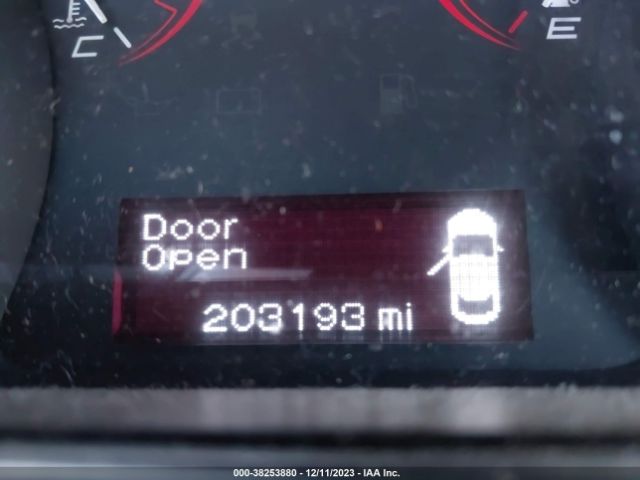 C
E
Door
Open
203193 mi
000-38253880 - 12/11/2023 - IAA Inc.